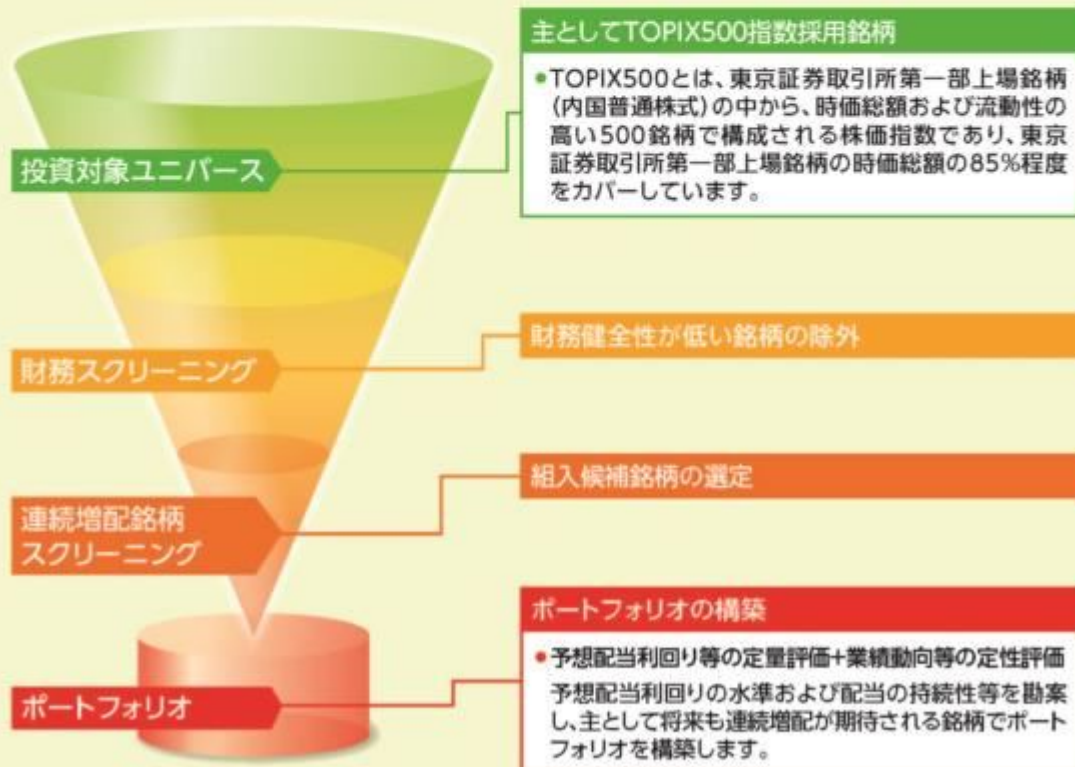 主としてTOPIX500指数採用銘柄
●TOPIX500とは、東京証券取引所第一部上場銘柄
(内国普通株式)の中から、時価総額および流動性の
高い500銘柄で構成される株価指数であり、東京
証券取引所第一部上場銘柄の時価総額の85%程度
をカバーしています。
投資対象ユニバース
財務健全性が低い銘柄の除外
財務スクリーニング
組入候補銘柄の選定
連続増配銘柄
スクリーニング
ポートフォリオの構築
●予想配当利回り等の定量評価+業績動向等の定性評価
予想配当利回りの水準および配当の持続性等を勘案
し、主として将来も連続増配が期待される銘柄でポート
フォリオを構築します。
ポートフォリオ